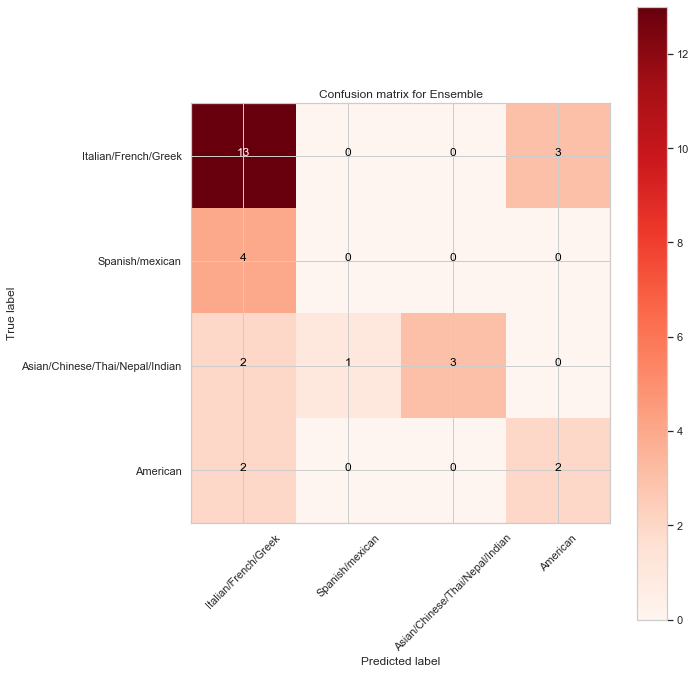 Confusion matrix for Ensemble
Italian/French/Greek
13 0 0 3
Spanish/mexican
4 0 0 0
Asian/Chinese/Thai/Nepal/Indian
2 1 3 0
American
2 0 0 2
True label
Italian/French/Greek
Spanish/mexican
Asian/Chinese/Thai/Nepal/Indian
American
Predicted label
12
10
8
6
4
2
0